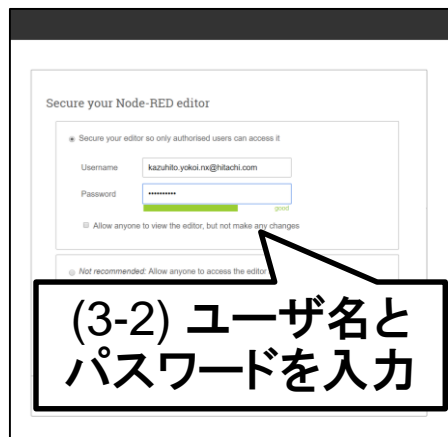 Secure your Node-RED editor
Secure your editor so only authorised users can access it
Username kazuhito.yokoi.nx@hitachi.com
Password ••••••••••
good
Allow anyone to view the editor, but not make any changes
Not recommended: Allow anyone to access the editor
(3-2) ユーザ名と
パスワードを入力